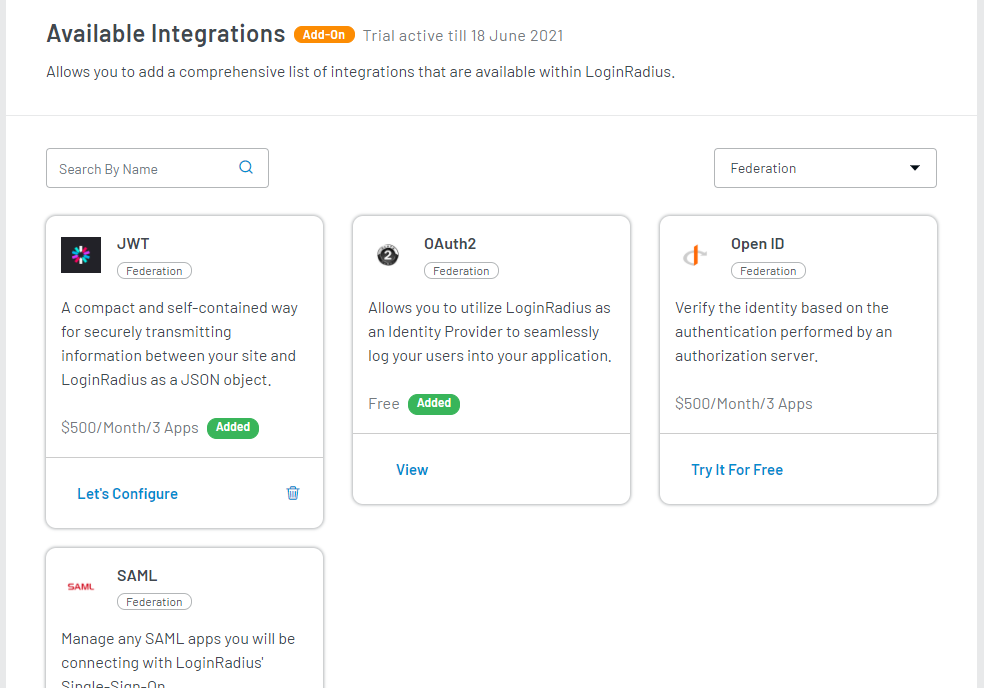 Available Integrations Add-On Trial active till 18 June 2021
Allows you to add a comprehensive list of integrations that are available within LoginRadius.
Search By Name
Federation
JWT
Federation
A compact and self-contained way
for securely transmitting
information between your site and
LoginRadius as a JSON object.
$500/Month/3 Apps Added
Let's Configure
2
OAuth2
Federation
Allows you to utilize LoginRadius as
an Identity Provider to seamlessly
log your users into your application.
Free Added
View
Open ID
Federation
Verify the identity based on the
authentication performed by an
authorization server.
$500/Month/3 Apps
Try It For Free
SAML
SAML
Federation
Manage any SAML apps you will be
connecting with LoginRadius'
Single-Sign-On